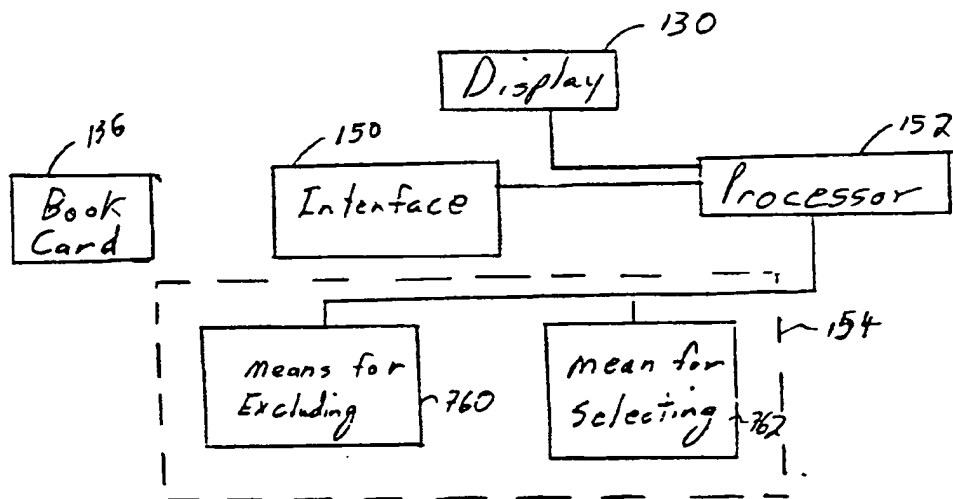 130
Display
136
150
152
Book
Card
Interface
Processor
154
means for
Excluding
760
mean for
Selecting
762